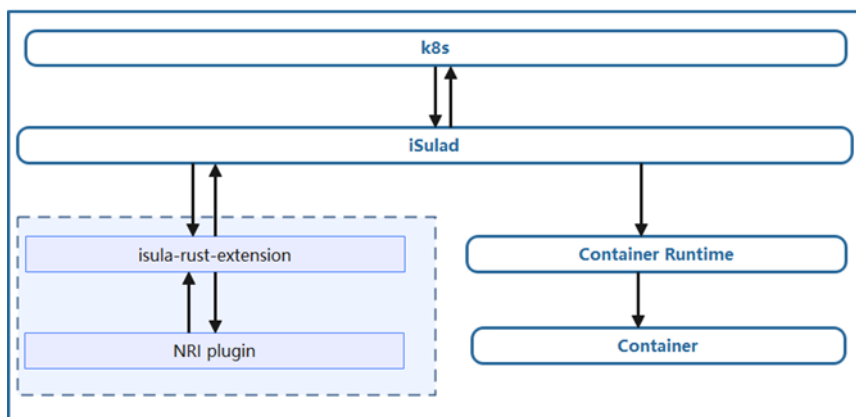 k8s
iSulad
isula-rust-extension
Container Runtime
NRI plugin
Container